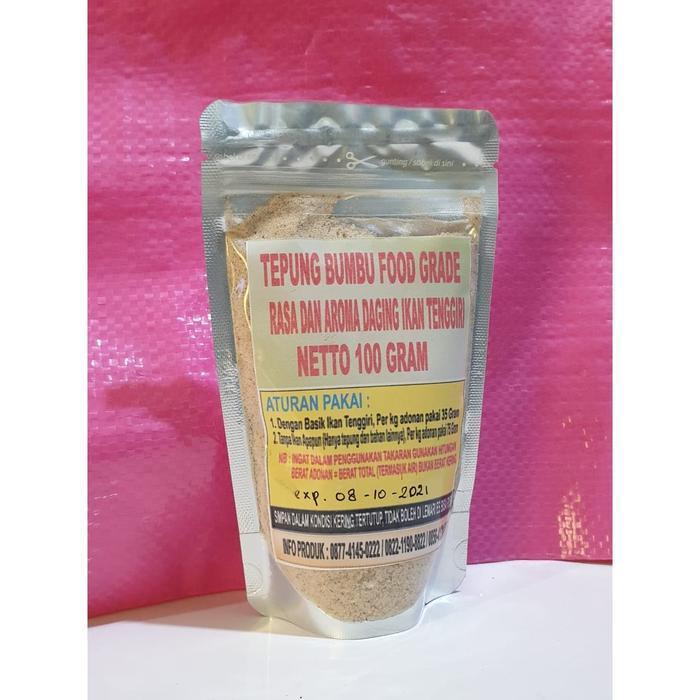 gunting / sobek di sini
TEPUNG BUMBU FOOD GRADE
RASA DAN AROMA DAGING IKAN TENGGIRI
NETTO 100 GRAM
ATURAN PAKAI :
1. Dengan Basik Ikan Tenggiri, Per kg adonan pakai 35 Gram
2. Tanpa Ikan Apapun (Hanya tepung dan bahan lainnya), Per kg adonan pakai 75 Gram
NB : INGAT DALAM PENGGUNAKAN TAKARAN GUNAKAN HITUNGAN
BERAT ADONAN = BERAT TOTAL (TERMASUK AIR) BUKAN BERAT KERING
exp. 08-10-2021
SIMPAN DALAM KONDISI KERING, TERTUTUP, TIDAK BOLEH DI LEMARI ES
INFO PRODUK : 0877-4145-0222 / 0822-1190-8822 /